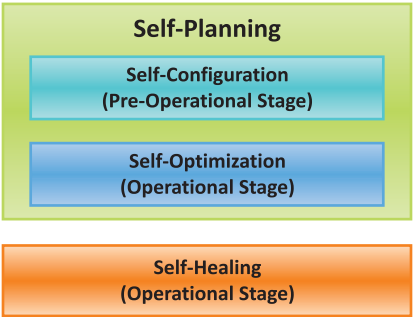 Self-Planning
Self-Configuration
(Pre-Operational Stage)
Self-Optimization
(Operational Stage)
Self-Healing
(Operational Stage)